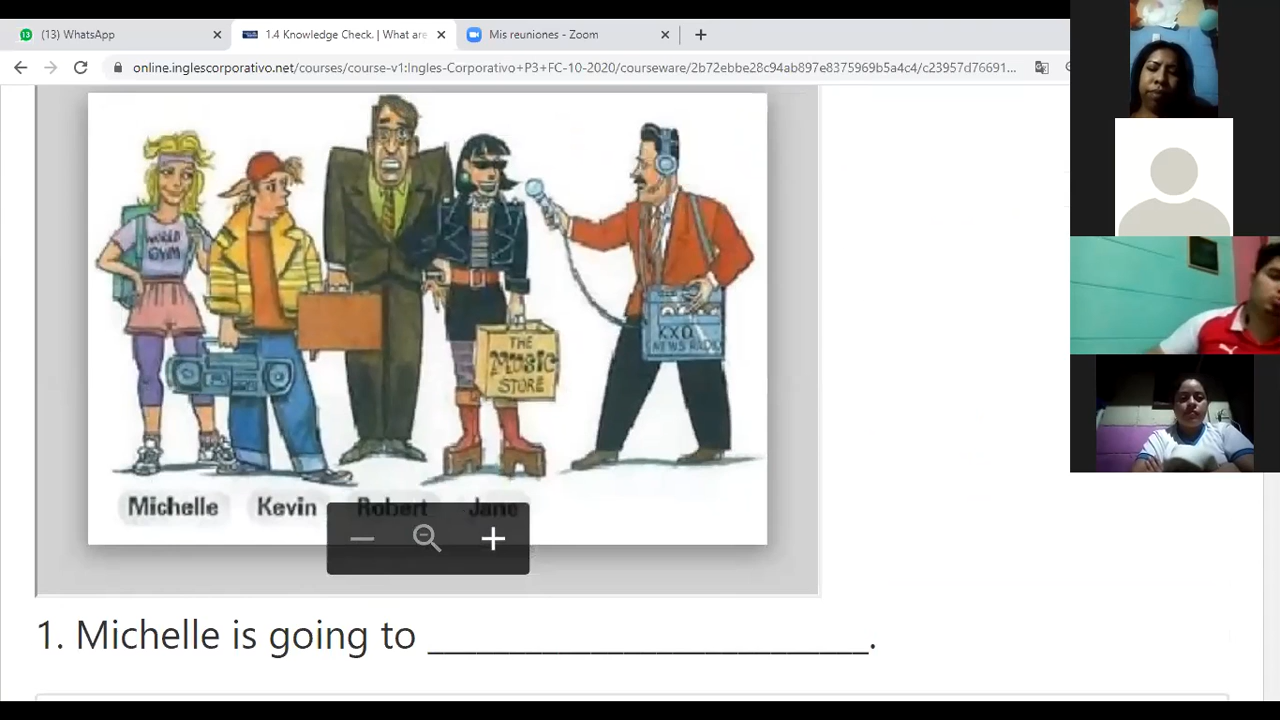 (13) WhatsApp
1.4 Knowledge Check. | What are
Mis reuniones - Zoom
online.inglescorporativo.net/courses/course-v1:Ingles-Corporativo+P3+FC-10-2020/courseware/2b72ebbe28c94ab897e8375969b5a4c4/c23957d76691...
WORLD
GYM
THE
MUSIC
STORE
KXQ
NEWS RADIO
Michelle Kevin Robert Jane
1. Michelle is going to ______________________.